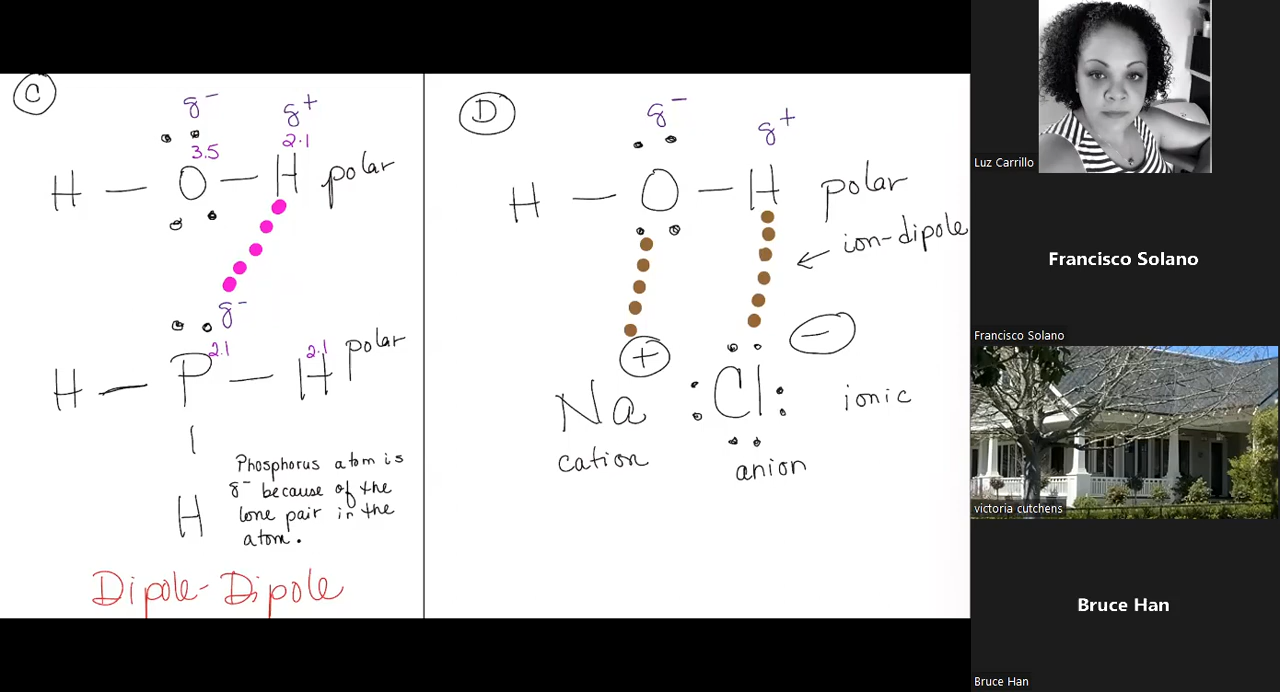 C
δ⁻ δ⁺
3.5 2.1
H — O — H polar
δ⁻
2.1 2.1
H — P — H polar
|
H
Phosphorus atom is
δ⁻ because of the
lone pair in the
atom.
Dipole-Dipole
D
δ⁻ δ⁺
H — O — H polar
← ion-dipole
+ −
Na :Cl: ionic
cation anion
Luz Carrillo
Francisco Solano
Francisco Solano
victoria cutchens
Bruce Han
Bruce Han